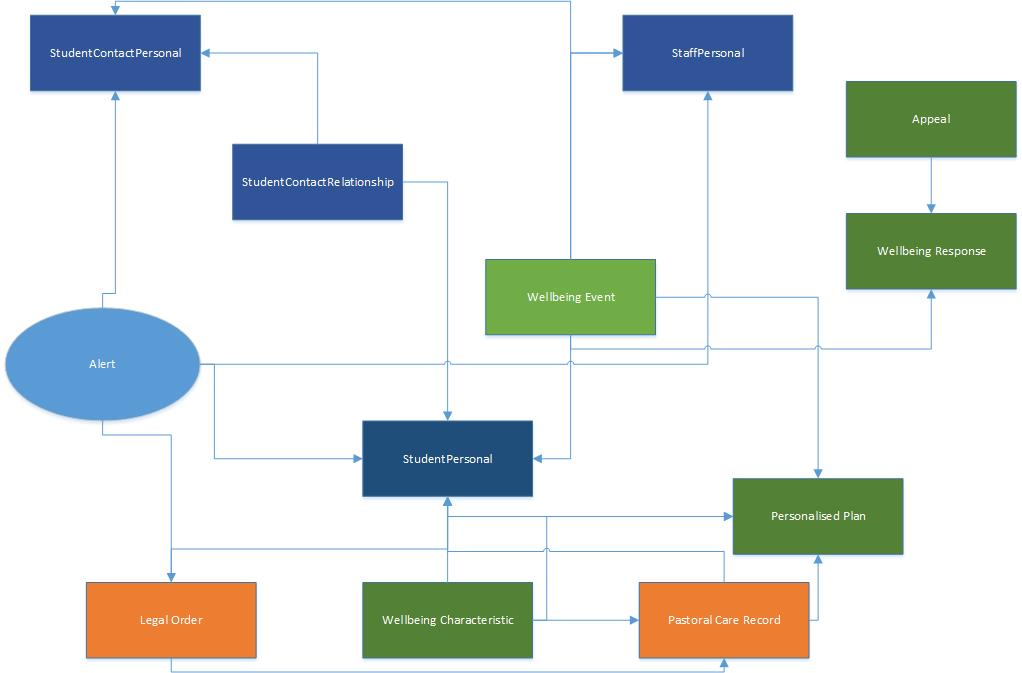 StudentContactPersonal
StaffPersonal
Appeal
StudentContactRelationship
Wellbeing Response
Wellbeing Event
Alert
StudentPersonal
Personalised Plan
Legal Order
Wellbeing Characteristic
Pastoral Care Record